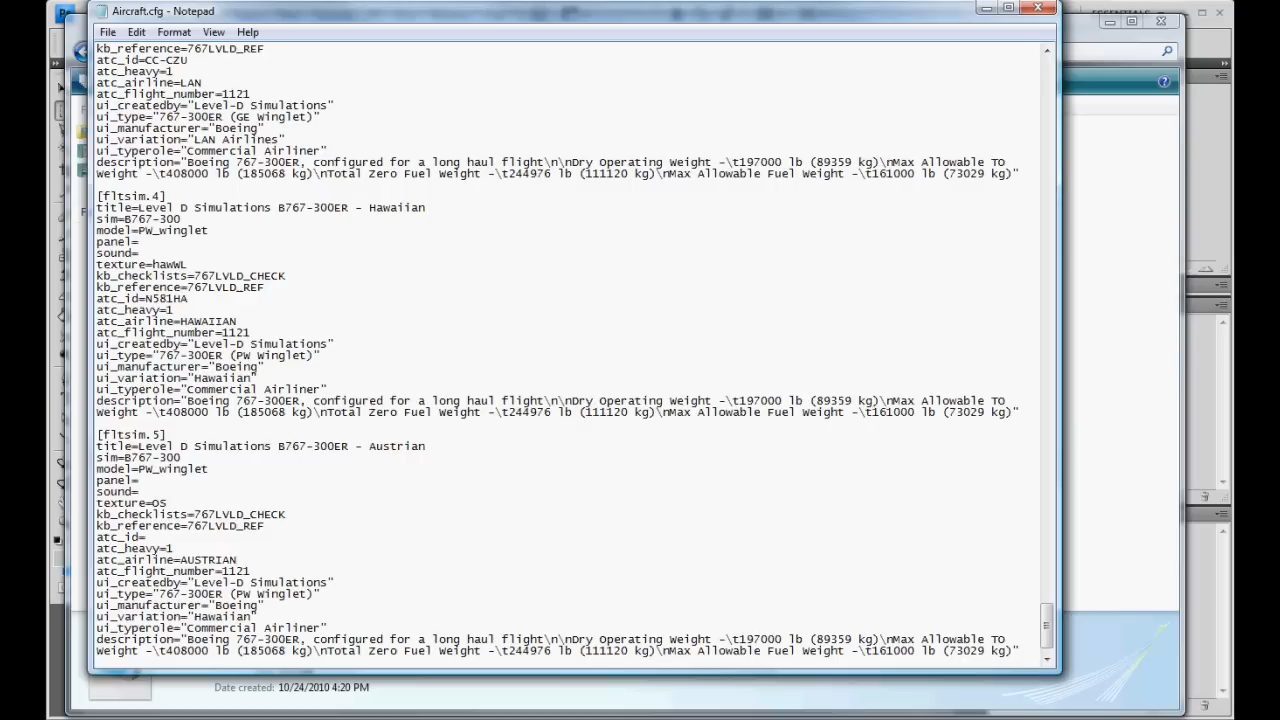 Aircraft.cfg - Notepad
ESSENTIALS
File Edit Format View Help
kb_reference=767LVLD_REF
atc_id=CC-CZU
atc_heavy=1
atc_airline=LAN
atc_flight_number=1121
ui_createdby="Level-D Simulations"
ui_type="767-300ER (GE Winglet)"
ui_manufacturer="Boeing"
ui_variation="LAN Airlines"
ui_typerole="Commercial Airliner"
description="Boeing 767-300ER, configured for a long haul flight\n\nDry Operating Weight -\t197000 lb (89359 kg)\nMax Allowable TO
Weight -\t408000 lb (185068 kg)\nTotal Zero Fuel Weight -\t244976 lb (111120 kg)\nMax Allowable Fuel Weight -\t161000 lb (73029 kg)"
[fltsim.4]
title=Level D Simulations B767-300ER - Hawaiian
sim=B767-300
model=PW_winglet
panel=
sound=
texture=hawWL
kb_checklists=767LVLD_CHECK
kb_reference=767LVLD_REF
atc_id=N581HA
atc_heavy=1
atc_airline=HAWAIIAN
atc_flight_number=1121
ui_createdby="Level-D Simulations"
ui_type="767-300ER (PW Winglet)"
ui_manufacturer="Boeing"
ui_variation="Hawaiian"
ui_typerole="Commercial Airliner"
description="Boeing 767-300ER, configured for a long haul flight\n\nDry Operating Weight -\t197000 lb (89359 kg)\nMax Allowable TO
Weight -\t408000 lb (185068 kg)\nTotal Zero Fuel Weight -\t244976 lb (111120 kg)\nMax Allowable Fuel Weight -\t161000 lb (73029 kg)"
[fltsim.5]
title=Level D Simulations B767-300ER - Austrian
sim=B767-300
model=PW_winglet
panel=
sound=
texture=OS
kb_checklists=767LVLD_CHECK
kb_reference=767LVLD_REF
atc_id=
atc_heavy=1
atc_airline=AUSTRIAN
atc_flight_number=1121
ui_createdby="Level-D Simulations"
ui_type="767-300ER (PW Winglet)"
ui_manufacturer="Boeing"
ui_variation="Hawaiian"
ui_typerole="Commercial Airliner"
description="Boeing 767-300ER, configured for a long haul flight\n\nDry Operating Weight -\t197000 lb (89359 kg)\nMax Allowable TO
Weight -\t408000 lb (185068 kg)\nTotal Zero Fuel Weight -\t244976 lb (111120 kg)\nMax Allowable Fuel Weight -\t161000 lb (73029 kg)"
Date created: 10/24/2010 4:20 PM